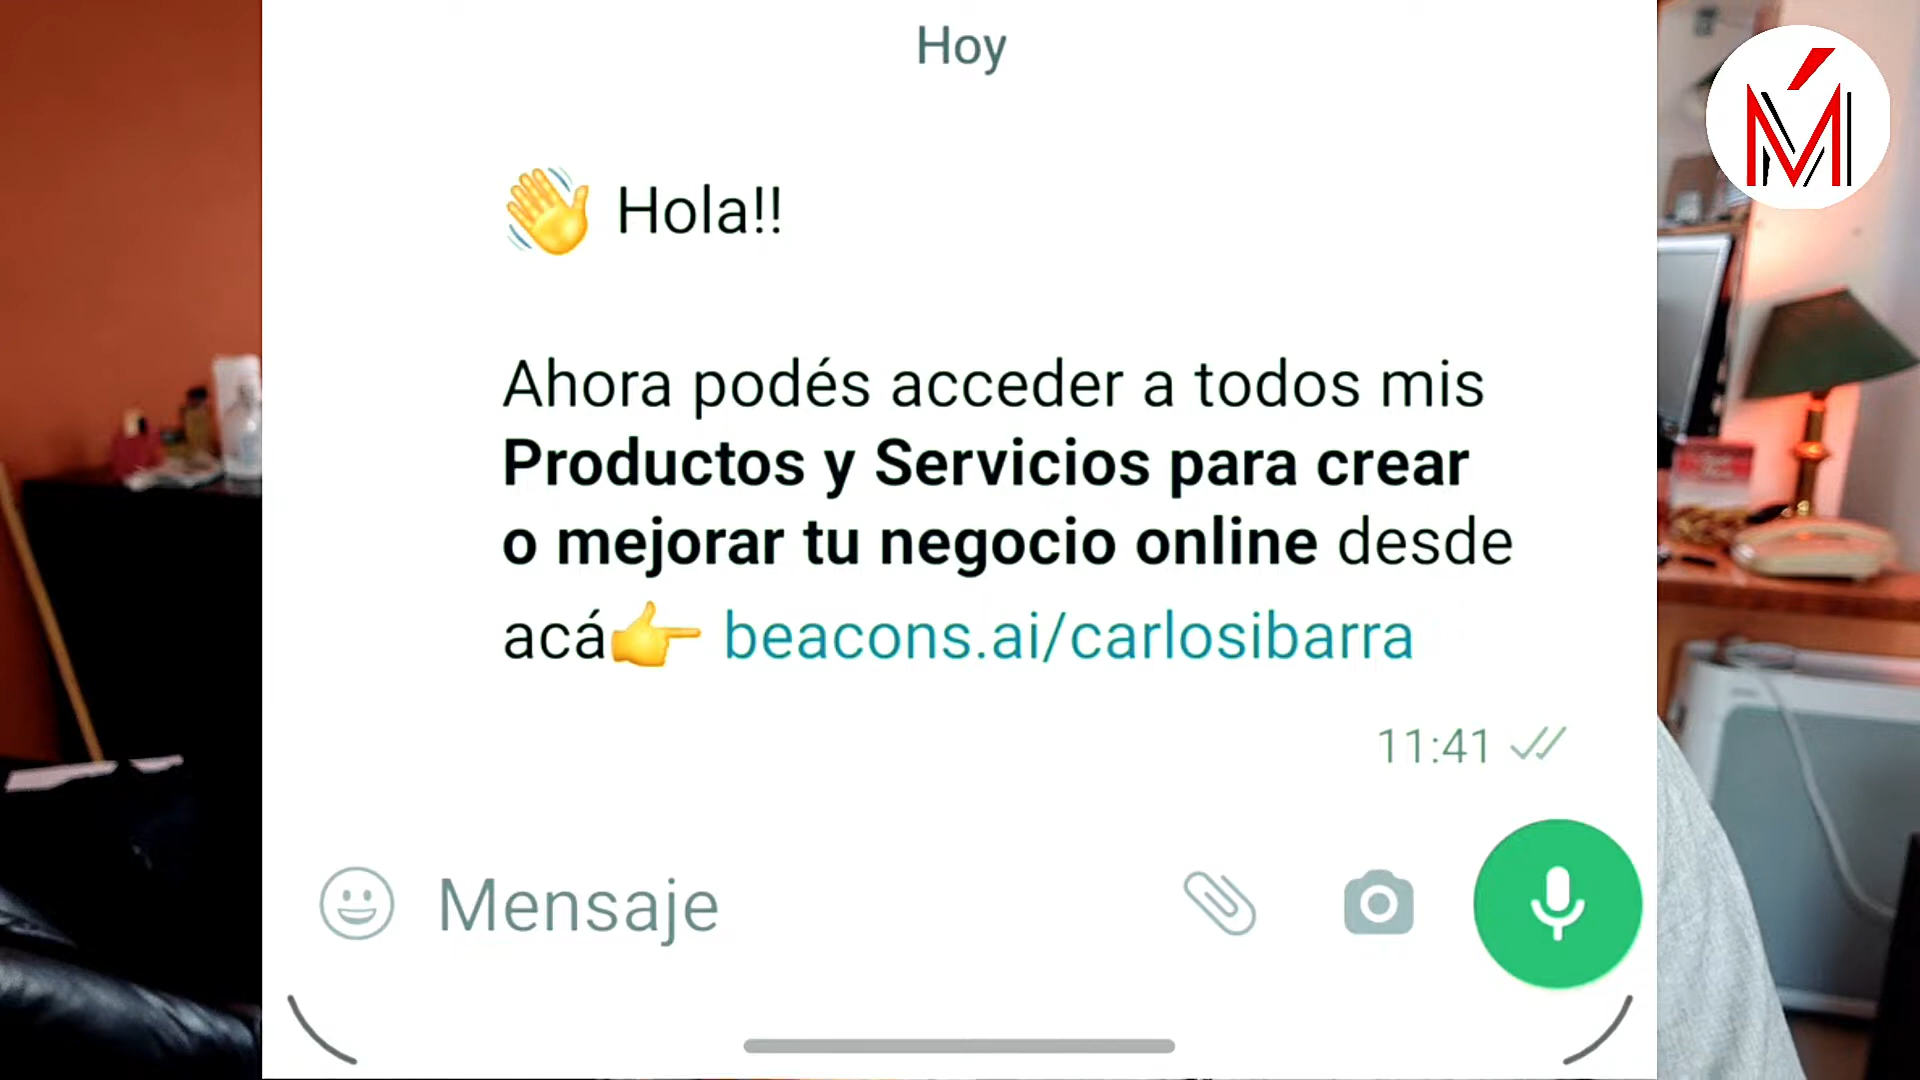 Hoy
👋 Hola!!
Ahora podés acceder a todos mis
Productos y Servicios para crear
o mejorar tu negocio online desde
acá👉 beacons.ai/carlosibarra
11:41
Mensaje
Ḿ